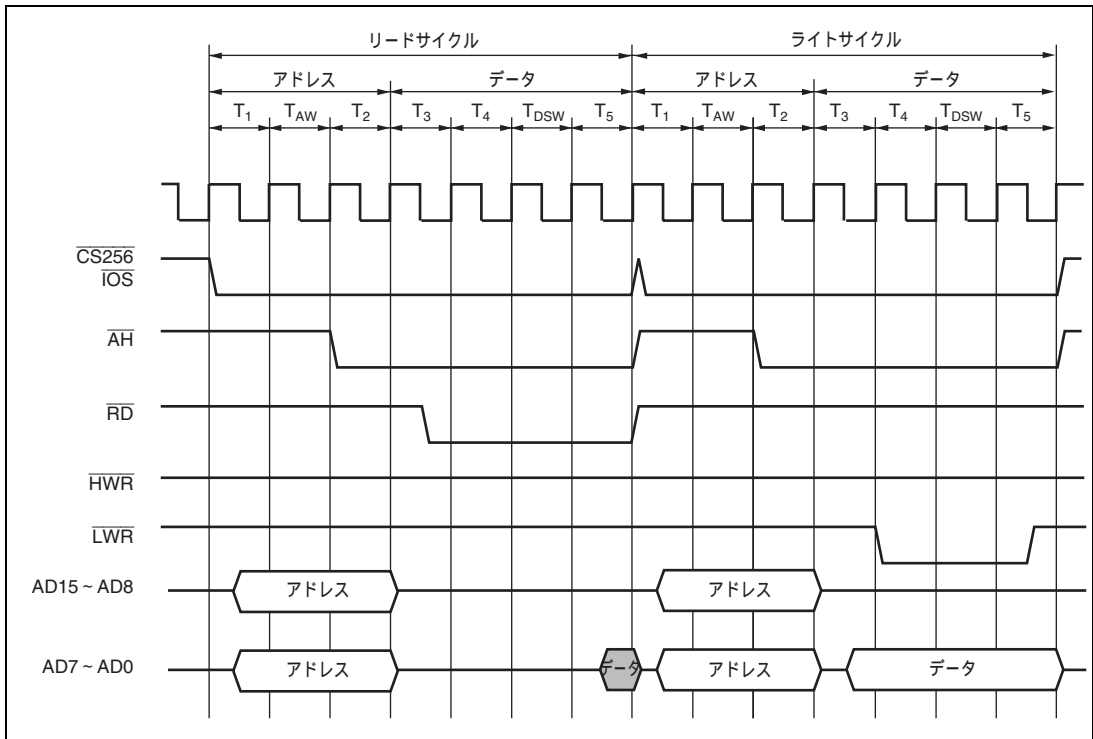 リードサイクル ライトサイクル
アドレス データ アドレス データ
T1 TAW T2 T3 T4 TDSW T5 T1 TAW T2 T3 T4 TDSW T5
CS256
IOS
AH
RD
HWR
LWR
AD15 ~ AD8 アドレス アドレス
AD7 ~ AD0 アドレス データ アドレス データ